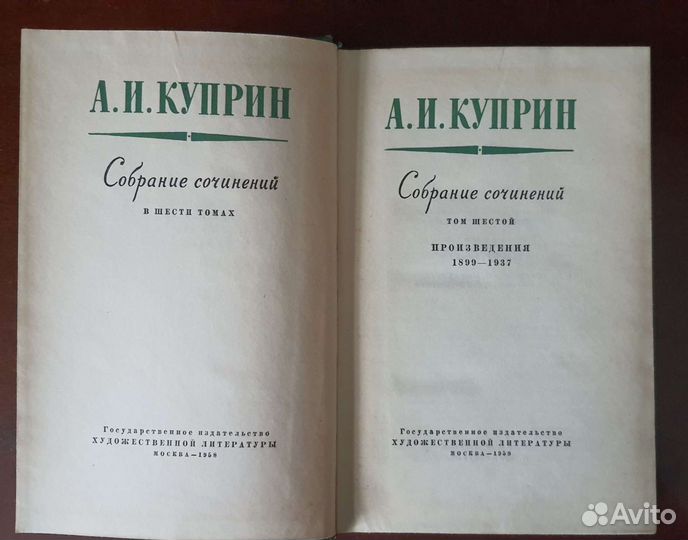 А. И. КУПРИН
Собрание сочинений
В ШЕСТИ ТОМАХ
Государственное издательство
ХУДОЖЕСТВЕННОЙ ЛИТЕРАТУРЫ
МОСКВА—1958
А. И. КУПРИН
Собрание сочинений
ТОМ ШЕСТОЙ
ПРОИЗВЕДЕНИЯ
1899—1937
Государственное издательство
ХУДОЖЕСТВЕННОЙ ЛИТЕРАТУРЫ
МОСКВА—1958
Avito